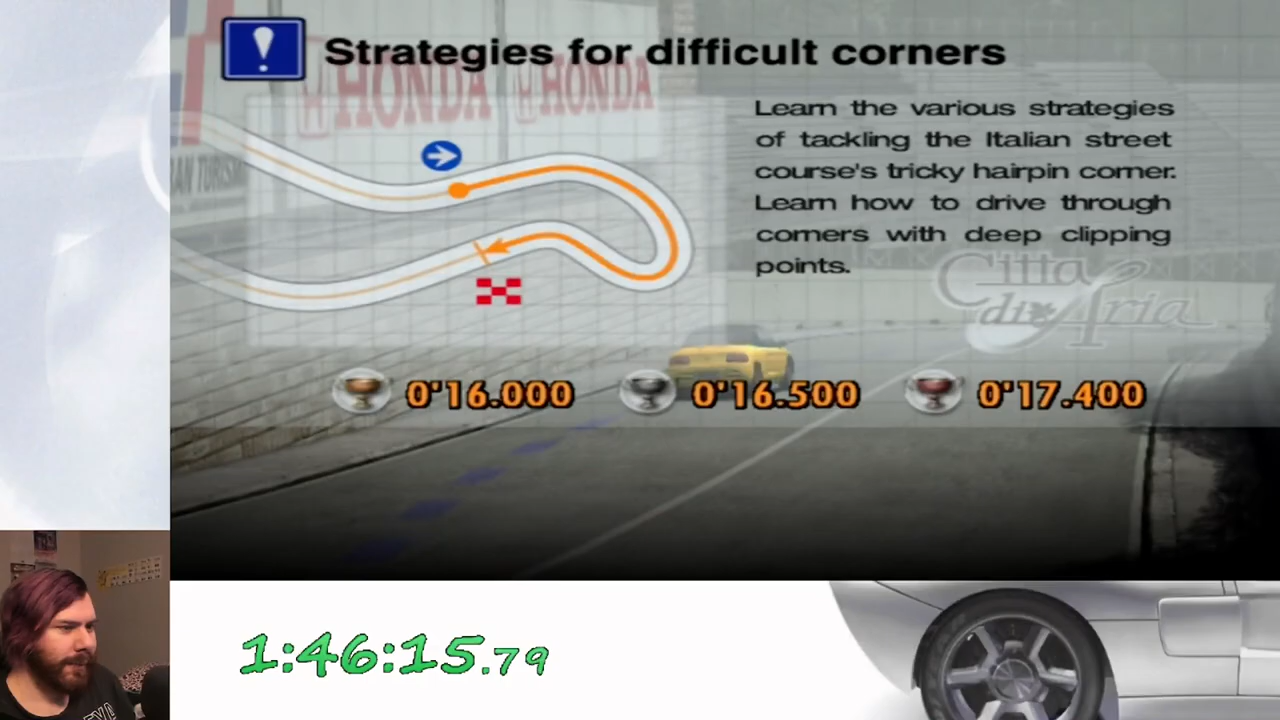 Strategies for difficult corners
HONDA HONDA
Learn the various strategies
of tackling the Italian street
course's tricky hairpin corner.
Learn how to drive through
corners with deep clipping
points.
Citta
di Aria
0'16.000 0'16.500 0'17.400
1:46:15.79